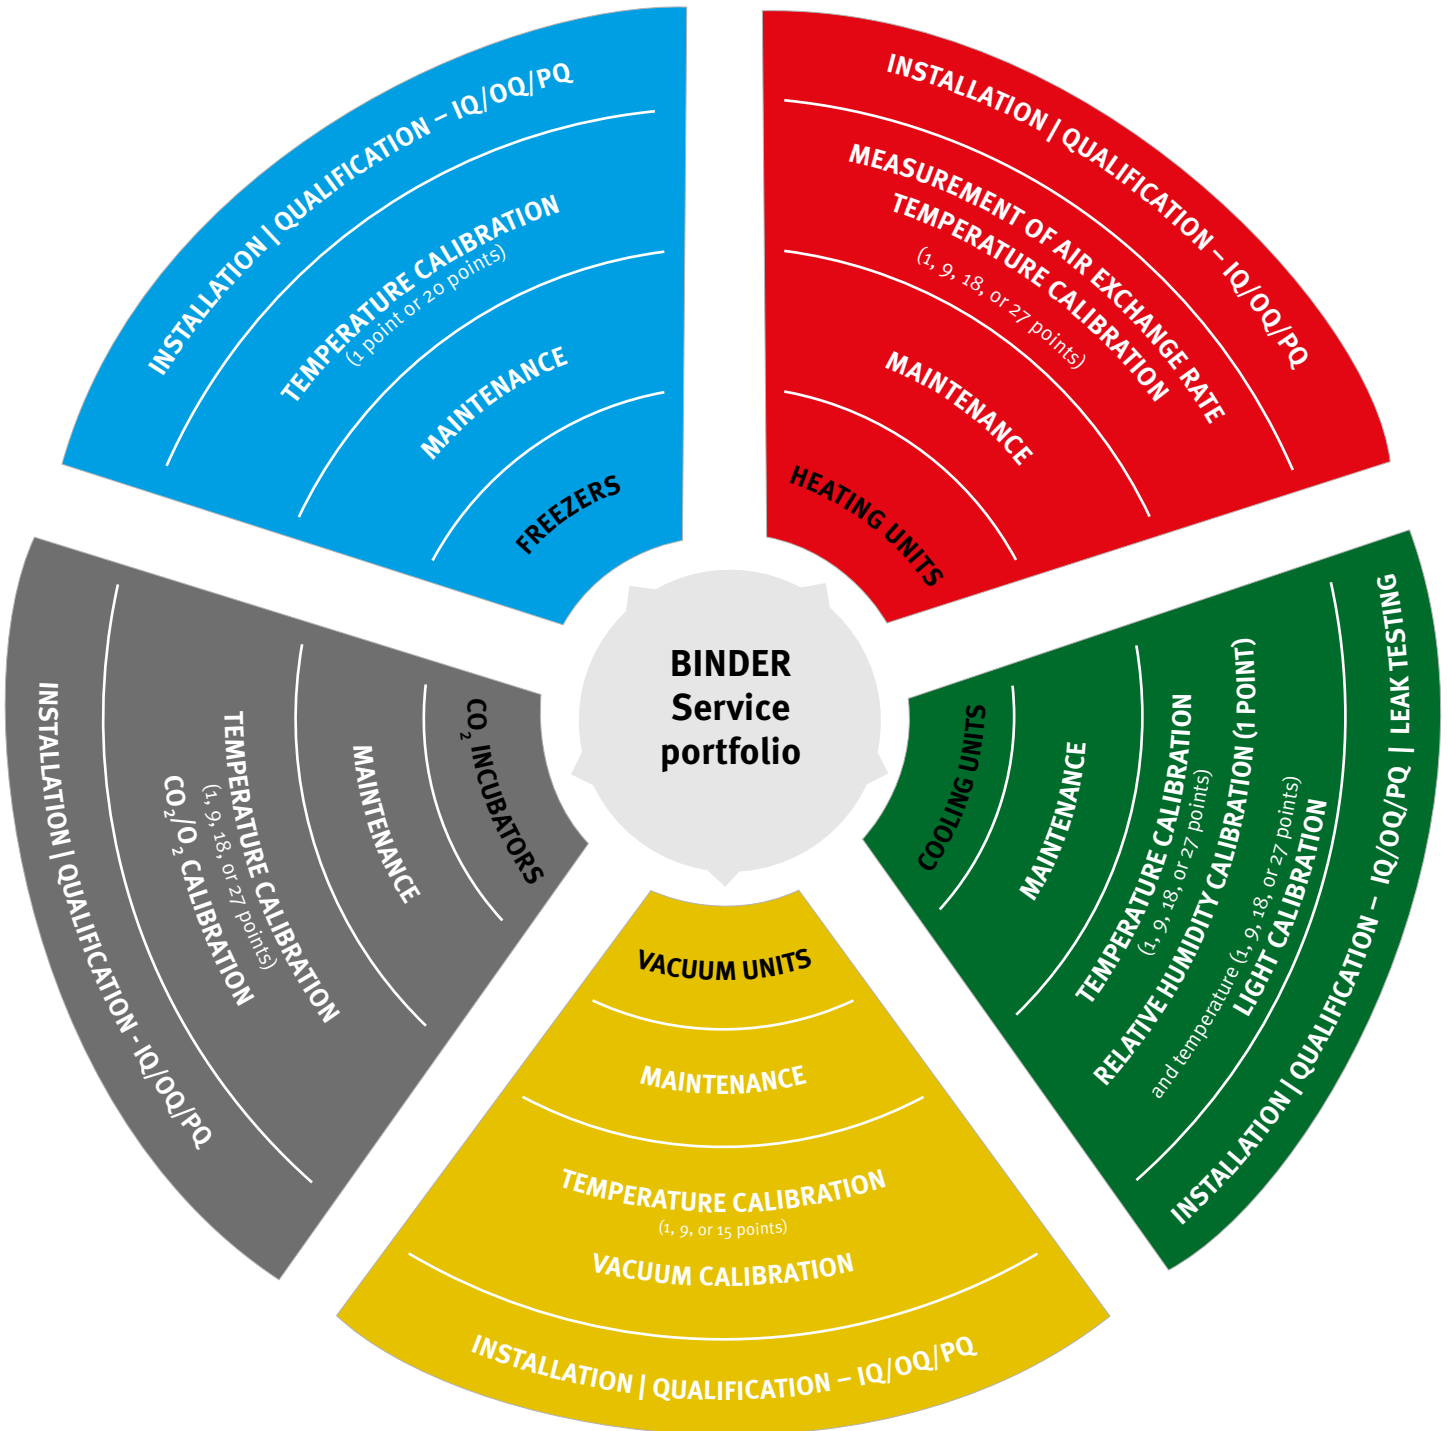 BINDER
Service
portfolio
INSTALLATION | QUALIFICATION – IQ/OQ/PQ
TEMPERATURE CALIBRATION
(1 point or 20 points)
MAINTENANCE
FREEZERS
INSTALLATION | QUALIFICATION – IQ/OQ/PQ
MEASUREMENT OF AIR EXCHANGE RATE
TEMPERATURE CALIBRATION
(1, 9, 18, or 27 points)
MAINTENANCE
HEATING UNITS
COOLING UNITS
MAINTENANCE
TEMPERATURE CALIBRATION
(1, 9, 18, or 27 points)
RELATIVE HUMIDITY CALIBRATION (1 POINT)
and temperature (1, 9, 18, or 27 points)
LIGHT CALIBRATION
INSTALLATION | QUALIFICATION – IQ/OQ/PQ | LEAK TESTING
VACUUM UNITS
MAINTENANCE
TEMPERATURE CALIBRATION
(1, 9, or 15 points)
VACUUM CALIBRATION
INSTALLATION | QUALIFICATION – IQ/OQ/PQ
CO₂ INCUBATORS
MAINTENANCE
TEMPERATURE CALIBRATION
(1, 9, 18, or 27 points)
CO₂/O₂ CALIBRATION
INSTALLATION | QUALIFICATION - IQ/OQ/PQ